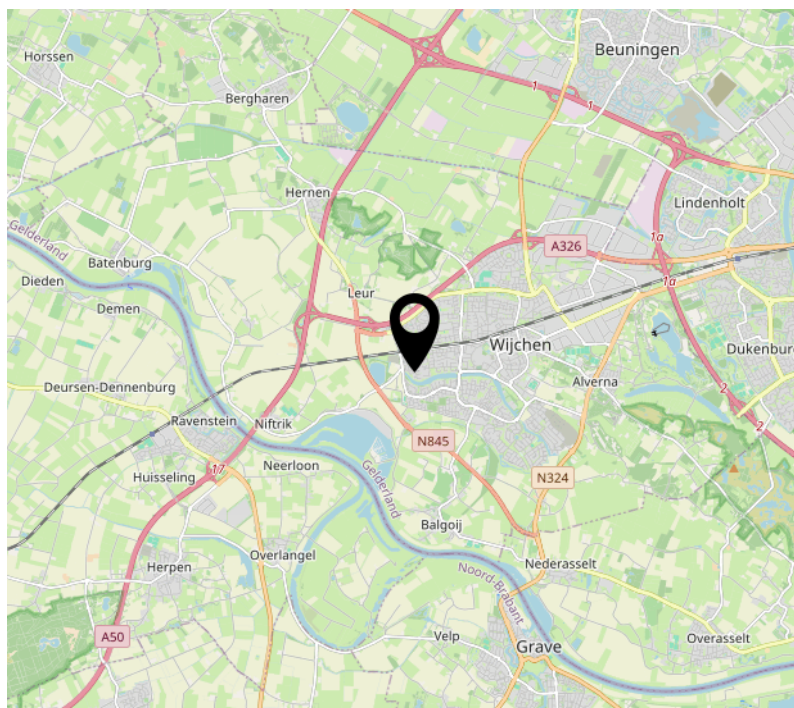 Beuningen
Horssen
1
Bergharen
1
Hernen
Lindenholt
Gelderland
1a
A326
Batenburg
Dieden
1a
Leur
Demen
Wijchen
Dukenburg
Deursen-Dennenburg
Alverna
2
Ravenstein
Niftrik
2
N845
17
Neerloon
Huisseling
Gelderland
N324
Balgoij
Overlangel
Nederasselt
Herpen
Noord-Brabant
A50
Velp
Overasselt
Grave